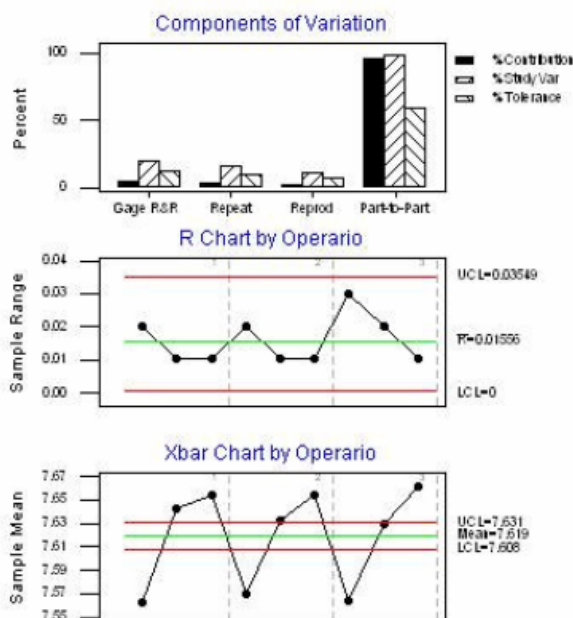 Components of Variation
Percent
100
50
0
%Contribution
%Study Var
%Tolerance
Gage R&R
Repeat
Reprod
Part-to-Part
R Chart by Operario
Sample Range
0.04
0.03
0.02
0.01
0.00
1
2
3
UCL=0.03549
R=0.01556
LCL=0
Xbar Chart by Operario
Sample Mean
7.67
7.65
7.63
7.61
7.59
7.57
7.55
1
2
3
UCL=7.631
Mean=7.619
LCL=7.608